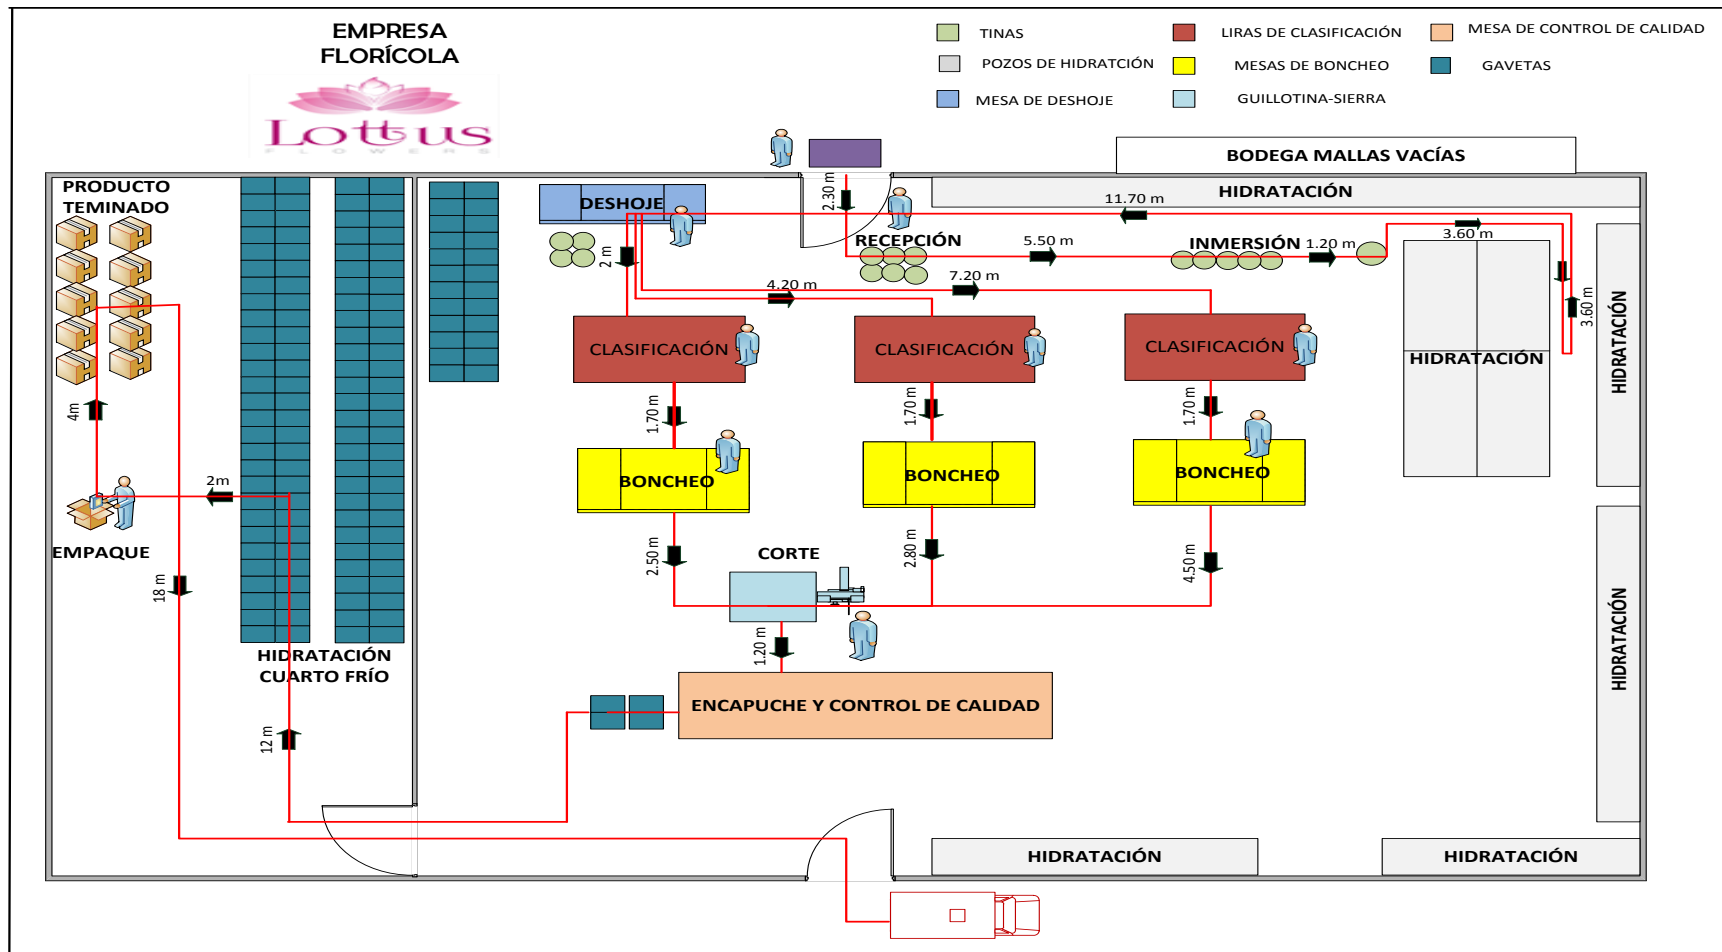 EMPRESA
FLORÍCOLA
Lottus
FLOWERS
TINAS
LIRAS DE CLASIFICACIÓN
MESA DE CONTROL DE CALIDAD
POZOS DE HIDRATCIÓN
MESAS DE BONCHEO
GAVETAS
MESA DE DESHOJE
GUILLOTINA-SIERRA
BODEGA MALLAS VACÍAS
PRODUCTO
TEMINADO
DESHOJE
2.30 m
HIDRATACIÓN
11.70 m
RECEPCIÓN
5.50 m
INMERSIÓN
1.20 m
3.60 m
2 m
4.20 m
7.20 m
3.60 m
HIDRATACIÓN
CLASIFICACIÓN
CLASIFICACIÓN
CLASIFICACIÓN
HIDRATACIÓN
4m
1.70 m
1.70 m
1.70 m
BONCHEO
BONCHEO
BONCHEO
2m
EMPAQUE
18 m
2.50 m
2.80 m
4.50 m
CORTE
HIDRATACIÓN
1.20 m
HIDRATACIÓN
CUARTO FRÍO
12 m
ENCAPUCHE Y CONTROL DE CALIDAD
HIDRATACIÓN
HIDRATACIÓN